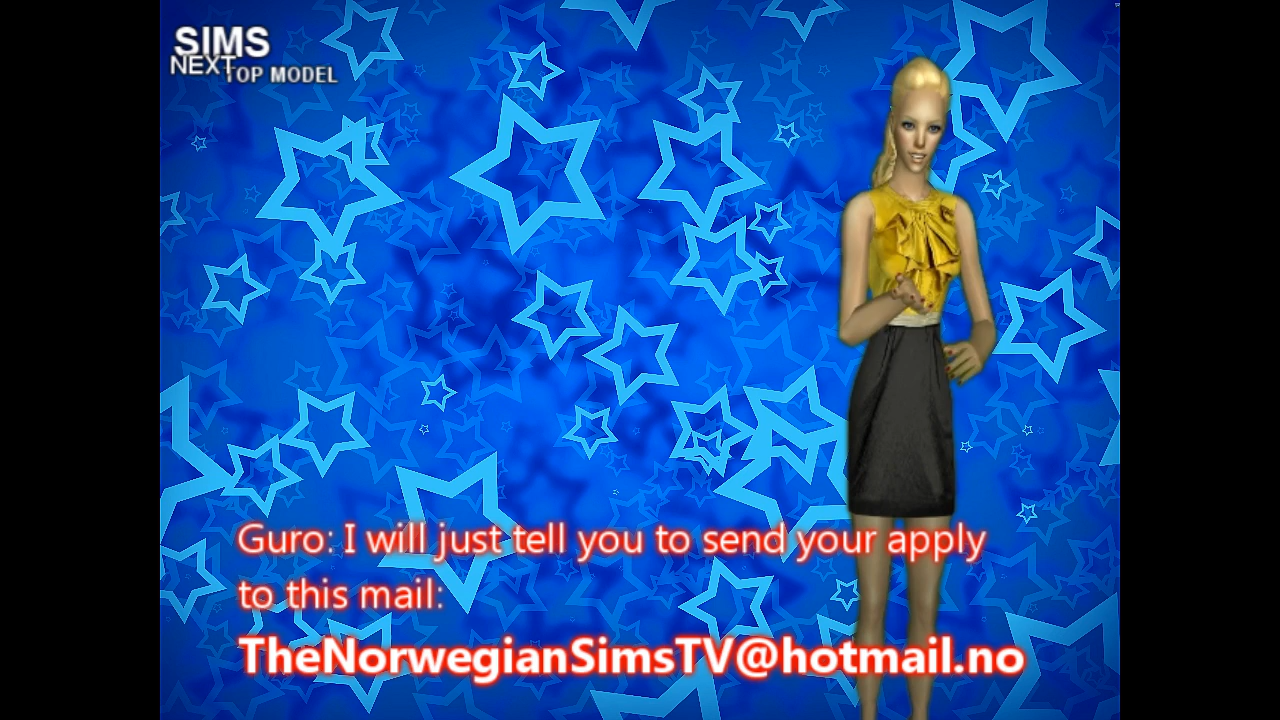 SIMS
NEXT
TOP MODEL
Guro: I will just tell you to send your apply
to this mail:
TheNorwegianSimsTV@hotmail.no